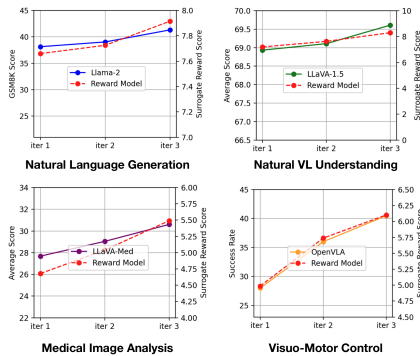 45
40
35
30
25
GSM8K Score
8.0
7.8
7.6
7.4
7.2
7.0
Surrogate Reward Score
Llama-2
Reward Model
iter 1
iter 2
iter 3
Natural Language Generation
70.0
69.5
69.0
68.5
68.0
67.5
67.0
66.5
Average Score
10
8
6
4
2
0
Surrogate Reward Score
LLaVA-1.5
Reward Model
iter 1
iter 2
iter 3
Natural VL Understanding
34
32
30
28
26
24
22
Average Score
6.00
5.75
5.50
5.25
5.00
4.75
4.50
4.25
4.00
Surrogate Reward Score
LLaVA-Med
Reward Model
iter 1
iter 2
iter 3
Medical Image Analysis
45
40
35
30
25
Success Rate
6.50
6.25
6.00
5.75
5.50
5.25
5.00
4.75
4.50
Surrogate Reward Score
OpenVLA
Reward Model
iter 1
iter 2
iter 3
Visuo-Motor Control